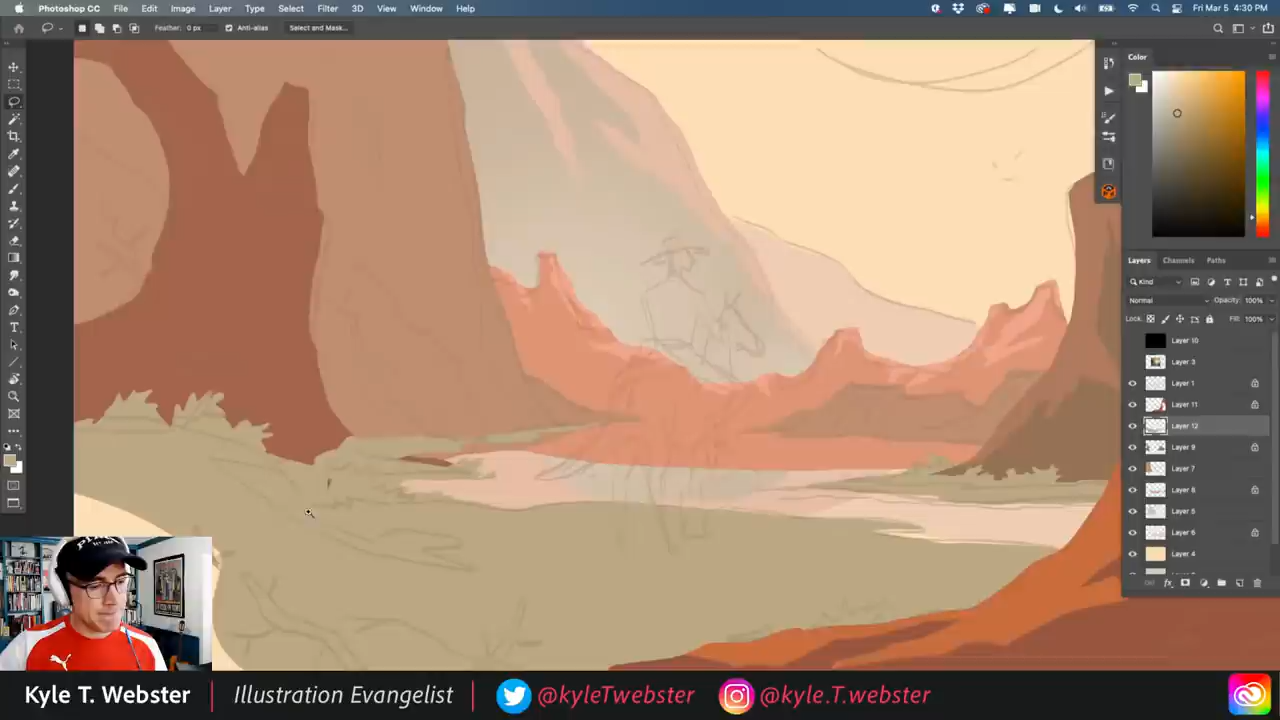 Photoshop CC File Edit Image Layer Type Select Filter 3D View Window Help Fri Mar 5 4:30 PM
Feather: 0 px Anti-alias Select and Mask...
Color
Layers Channels Paths
Kind
Normal Opacity: 100%
Lock: Fill: 100%
Layer 10
Layer 3
Layer 1
Layer 11
Layer 12
Layer 9
Layer 7
Layer 8
Layer 5
Layer 6
Layer 4
Kyle T. Webster Illustration Evangelist @kyleTwebster @kyle.T.webster